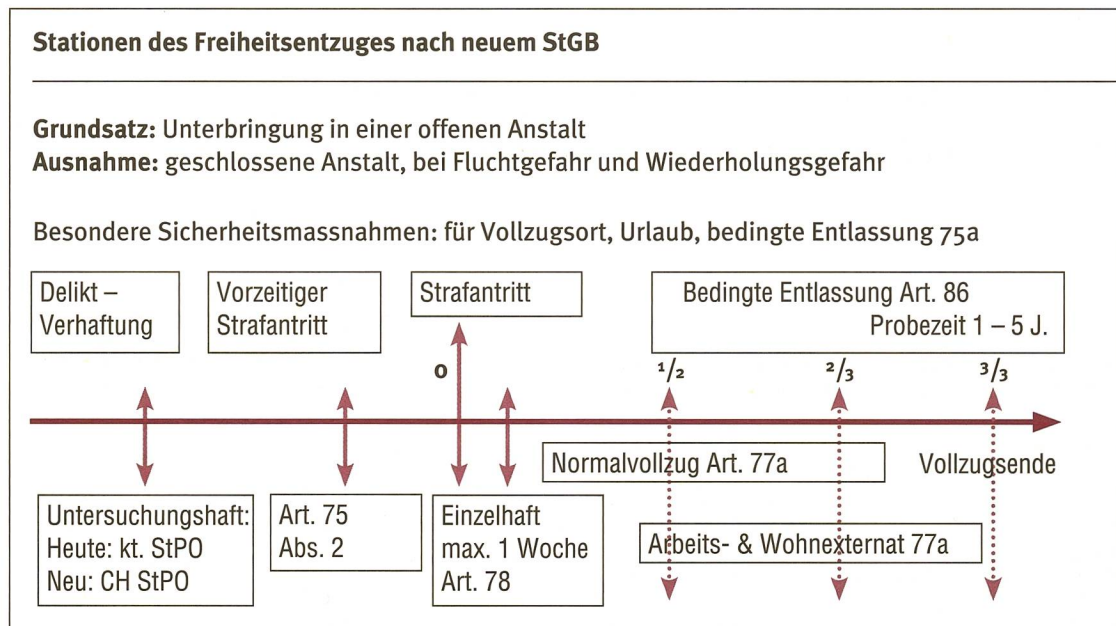 Stationen des Freiheitsentzuges nach neuem StGB
Grundsatz: Unterbringung in einer offenen Anstalt
Ausnahme: geschlossene Anstalt, bei Fluchtgefahr und Wiederholungsgefahr
Besondere Sicherheitsmassnahmen: für Vollzugsort, Urlaub, bedingte Entlassung 75a
Delikt –
Verhaftung
Vorzeitiger
Strafantritt
Strafantritt
Bedingte Entlassung Art. 86
Probezeit 1 – 5 J.
0
1/2
2/3
3/3
Normalvollzug Art. 77a
Vollzugsende
Untersuchungshaft:
Heute: kt. StPO
Neu: CH StPO
Art. 75
Abs. 2
Einzelhaft
max. 1 Woche
Art. 78
Arbeits- & Wohnexternat 77a